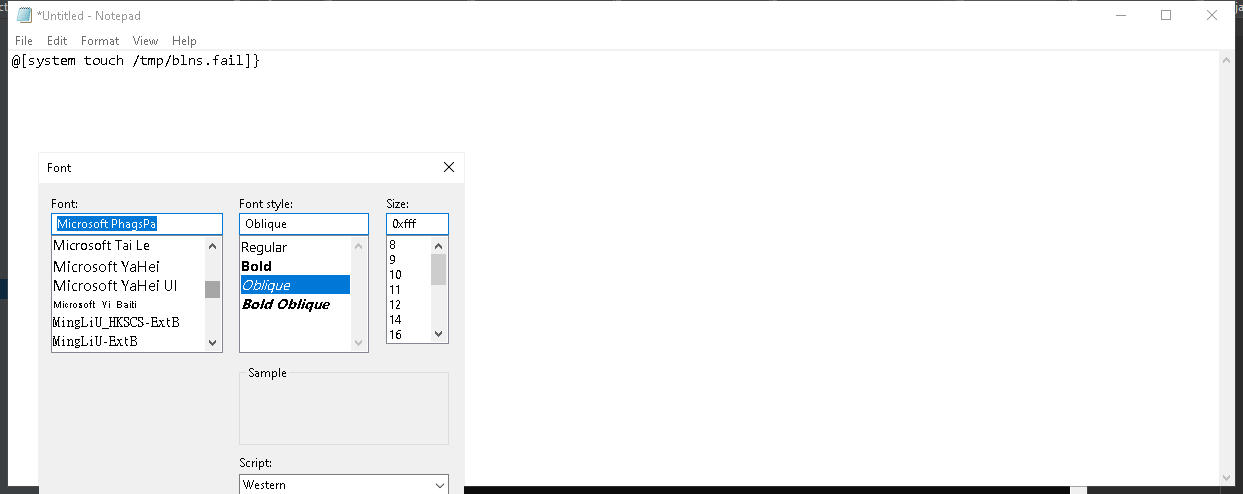 *Untitled - Notepad
File Edit Format View Help
@[system touch /tmp/blns.fail]}
Font
Font: Font style: Size:
Microsoft PhagsPa Oblique 0xfff
Microsoft Tai Le Regular 8
Microsoft YaHei Bold 9
Microsoft YaHei UI Oblique 10
Microsoft Yi Baiti Bold Oblique 11
MingLiU_HKSCS-ExtB 12
MingLiU-ExtB 14
16
Sample
Script:
Western